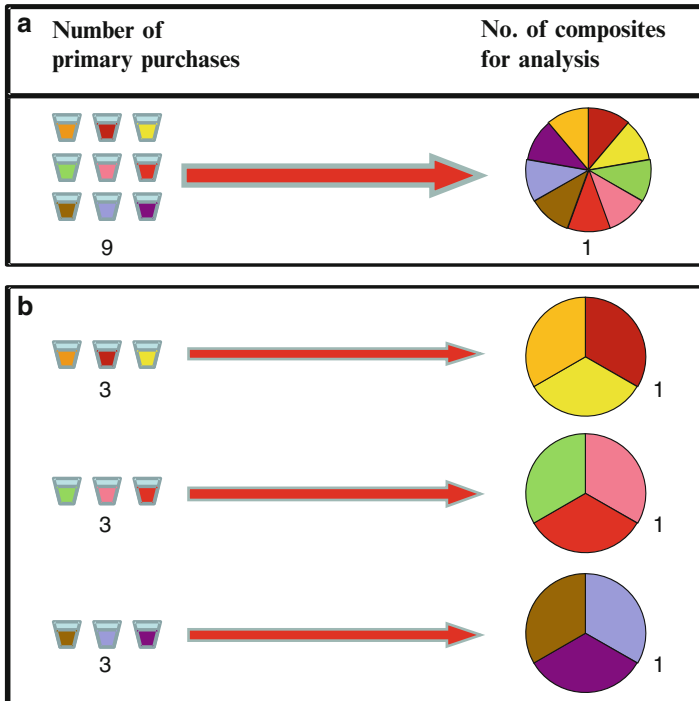 a
Number of
primary purchases
No. of composites
for analysis
9
1
b
3
1
3
1
3
1